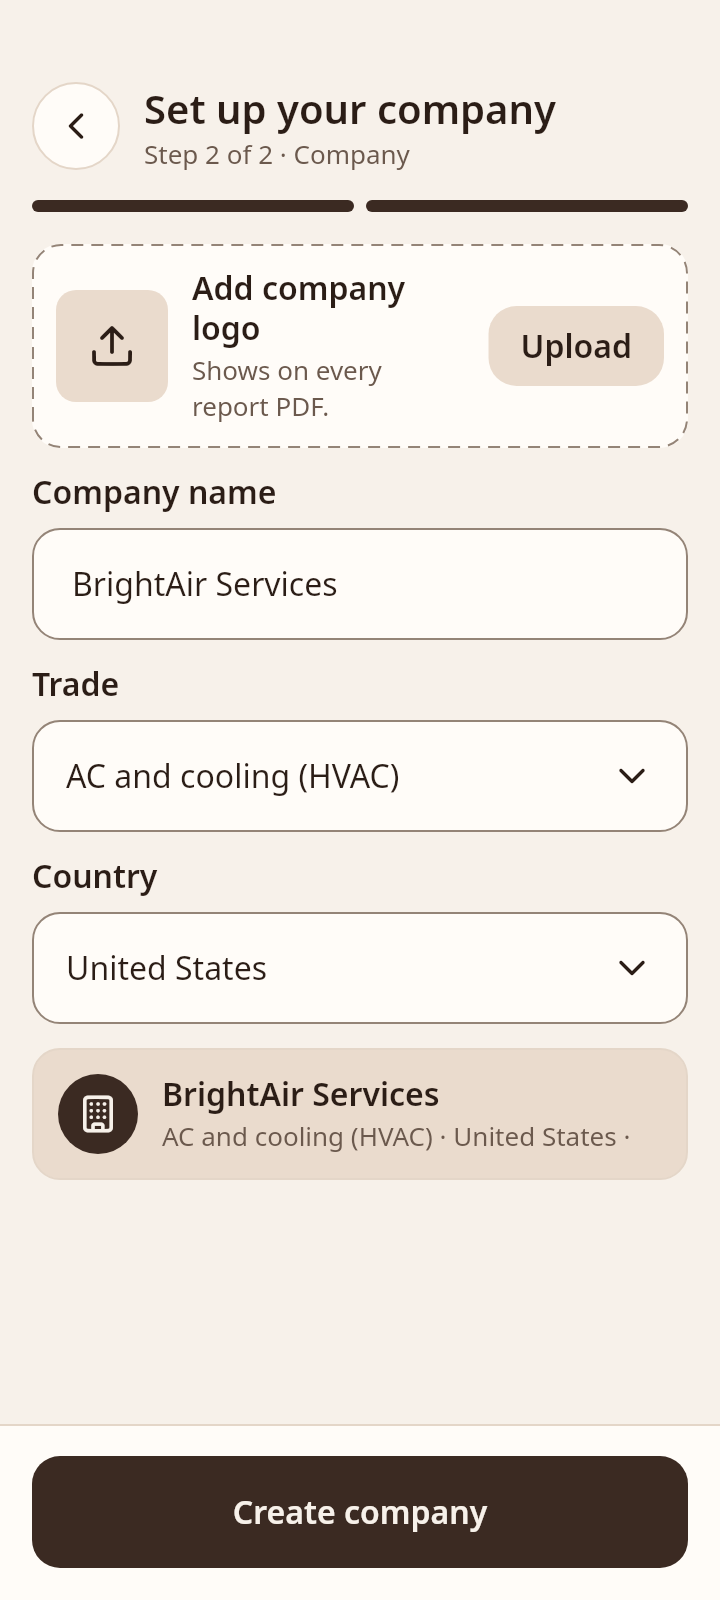 Set up your company
Step 2 of 2 · Company
Add company
logo
Shows on every
report PDF.
Upload
Company name
BrightAir Services
Trade
AC and cooling (HVAC)
Country
United States
BrightAir Services
AC and cooling (HVAC) · United States ·
Create company